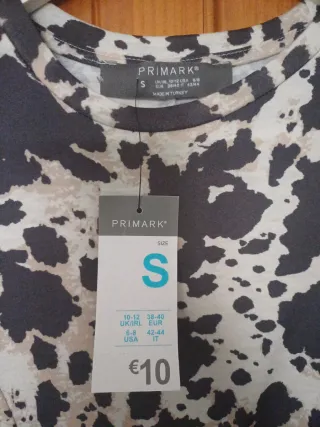 PRIMARK®
S
MADE IN TURKEY
PRIMARK®
SIZE
S
10-12 38-40
UK/IRL EUR
6-8 42-44
USA IT
€10